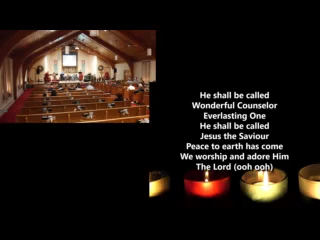 He shall be called
Wonderful Counselor
Everlasting One
He shall be called
Jesus the Saviour
Peace to earth has come
We worship and adore Him
The Lord (ooh ooh)